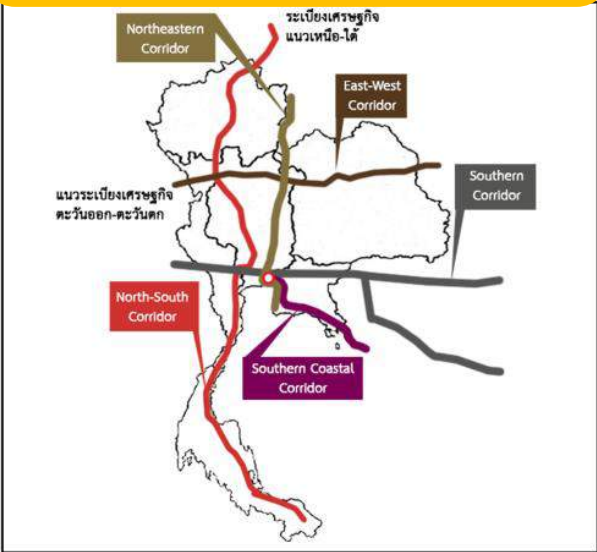 ระเบียงเศรษฐกิจ
แนวเหนือ-ใต้
Northeastern
Corridor
East-West
Corridor
Southern
Corridor
แนวระเบียงเศรษฐกิจ
ตะวันออก-ตะวันตก
North-South
Corridor
Southern Coastal
Corridor